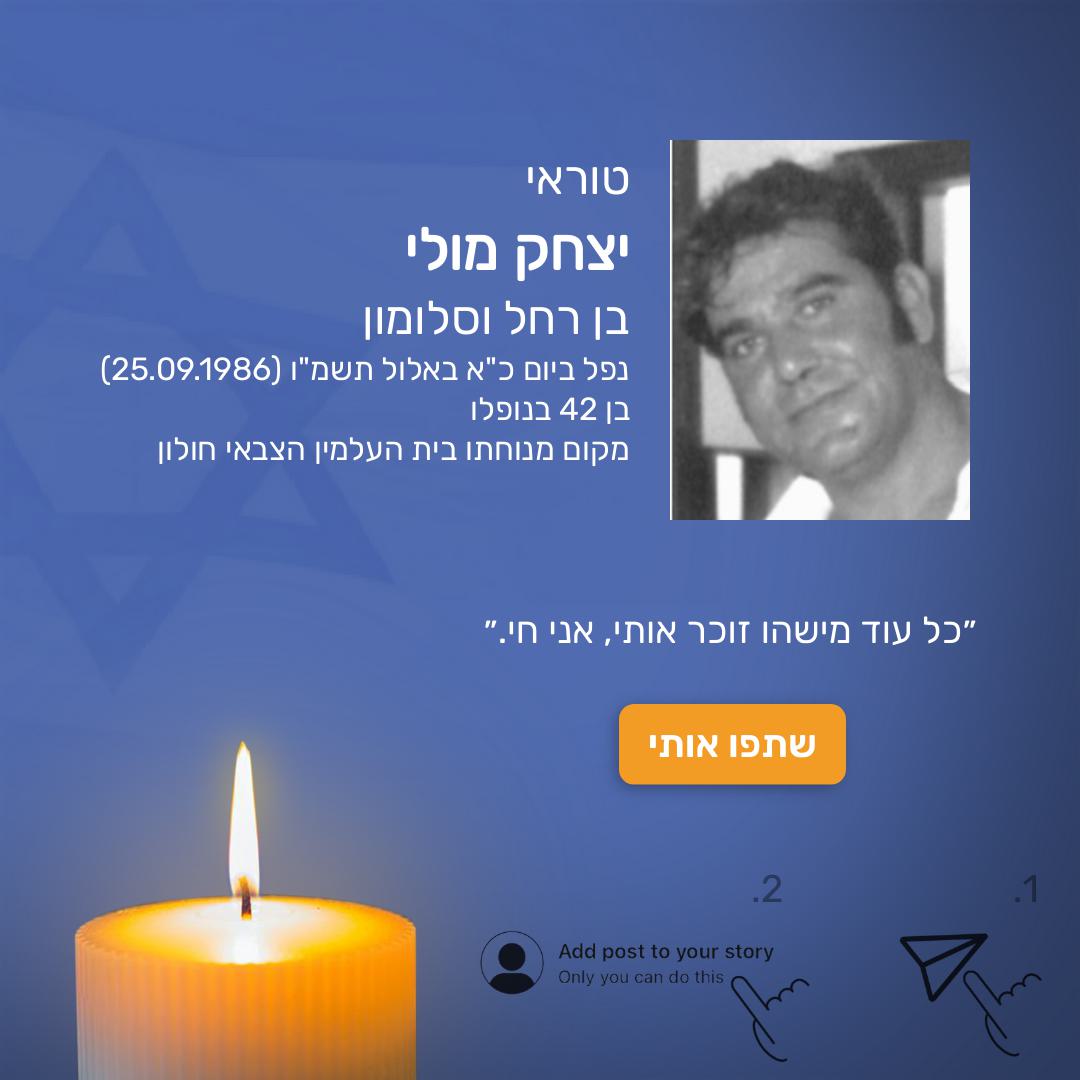 טוראי
יצחק מולי
בן רחל וסלומון
נפל ביום כ"א באלול תשמ"ו (25.09.1986)
בן 42 בנופלו
מקום מנוחתו בית העלמין הצבאי חולון
״כל עוד מישהו זוכר אותי, אני חי.״
שתפו אותי
.1
.2
Add post to your story
Only you can do this